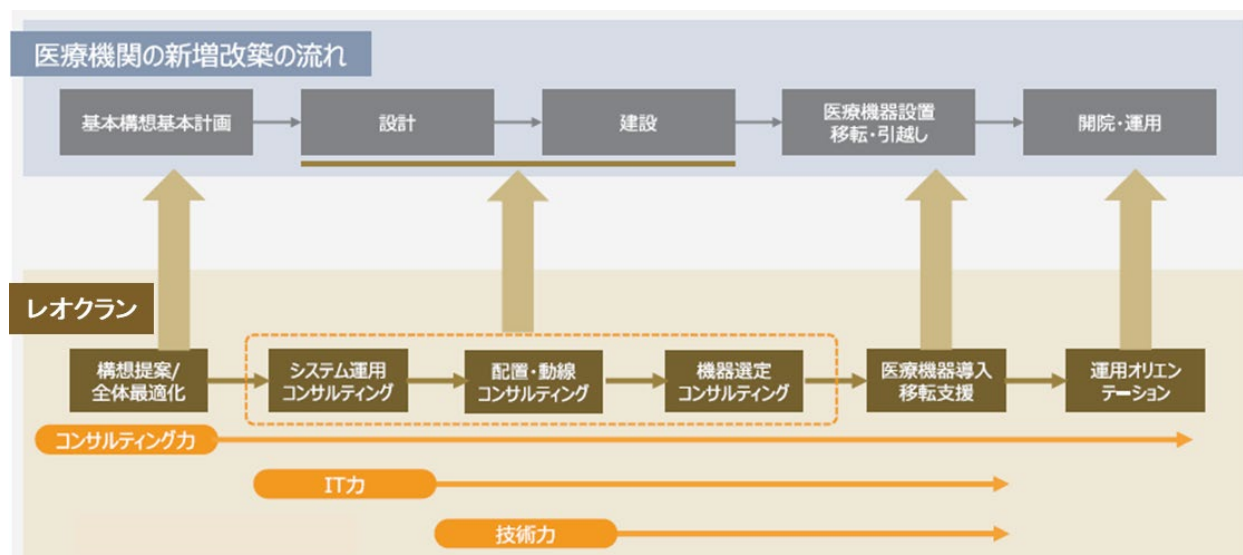 医療機関の新増改築の流れ
基本構想基本計画
設計
建設
医療機器設置
移転・引越し
開院・運用
レオクラン
構想提案/
全体最適化
システム運用
コンサルティング
配置・動線
コンサルティング
機器選定
コンサルティング
医療機器導入
移転支援
運用オリエン
テーション
コンサルティング力
IT力
技術力